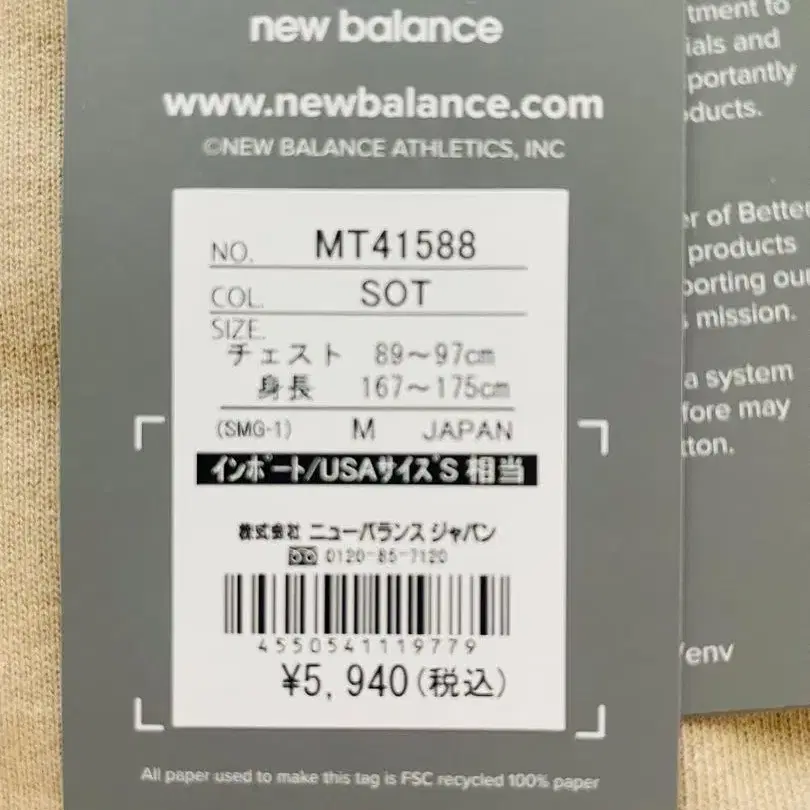 new balance
www.newbalance.com
©NEW BALANCE ATHLETICS, INC
NO. MT41588
COL. SOT
SIZE.
チェスト 89～97cm
身長 167～175cm
(SMG-1) M JAPAN
インポート/USAサイズS 相当
株式会社 ニューバランス ジャパン
0120-85-7120
4550541119779
¥5,940(税込)
All paper used to make this tag is FSC recycled 100% paper
tment to
ials and
portantly
ducts.
r of Better
products
porting our
mission.
a system
fore may
ton.
/env